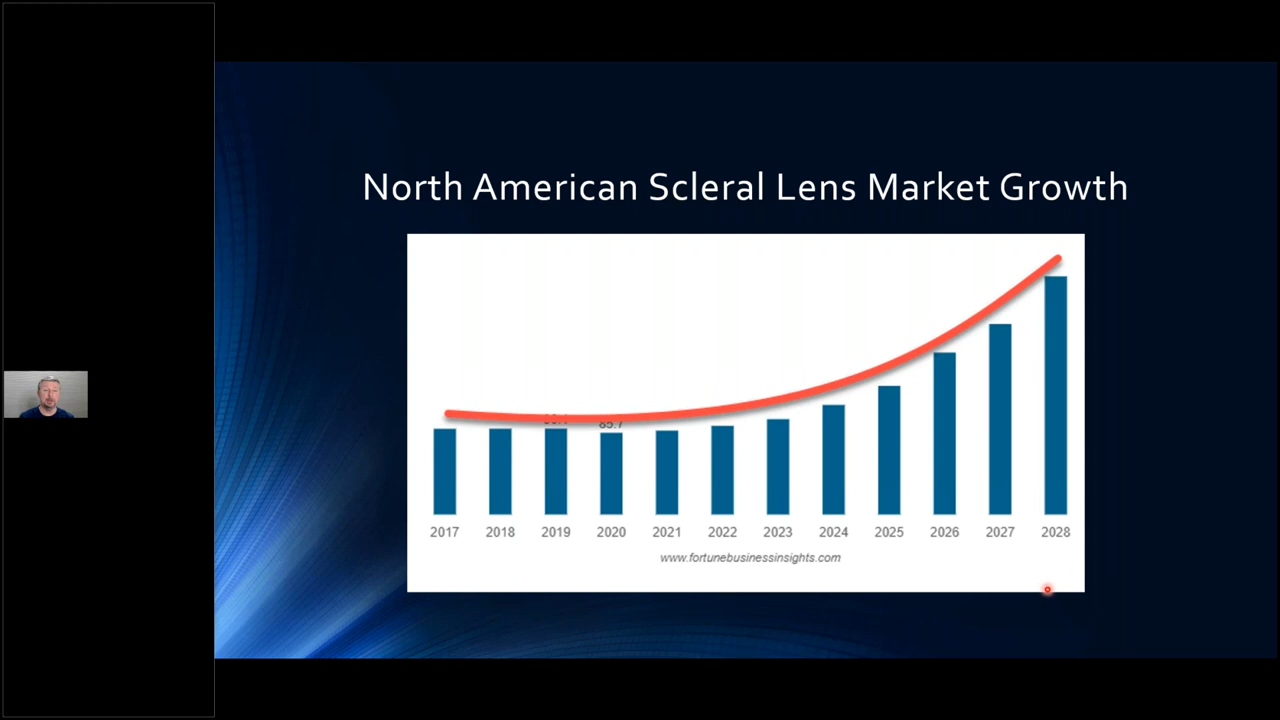 North American Scleral Lens Market Growth
85.7
2017 2018 2019 2020 2021 2022 2023 2024 2025 2026 2027 2028
www.fortunebusinessinsights.com